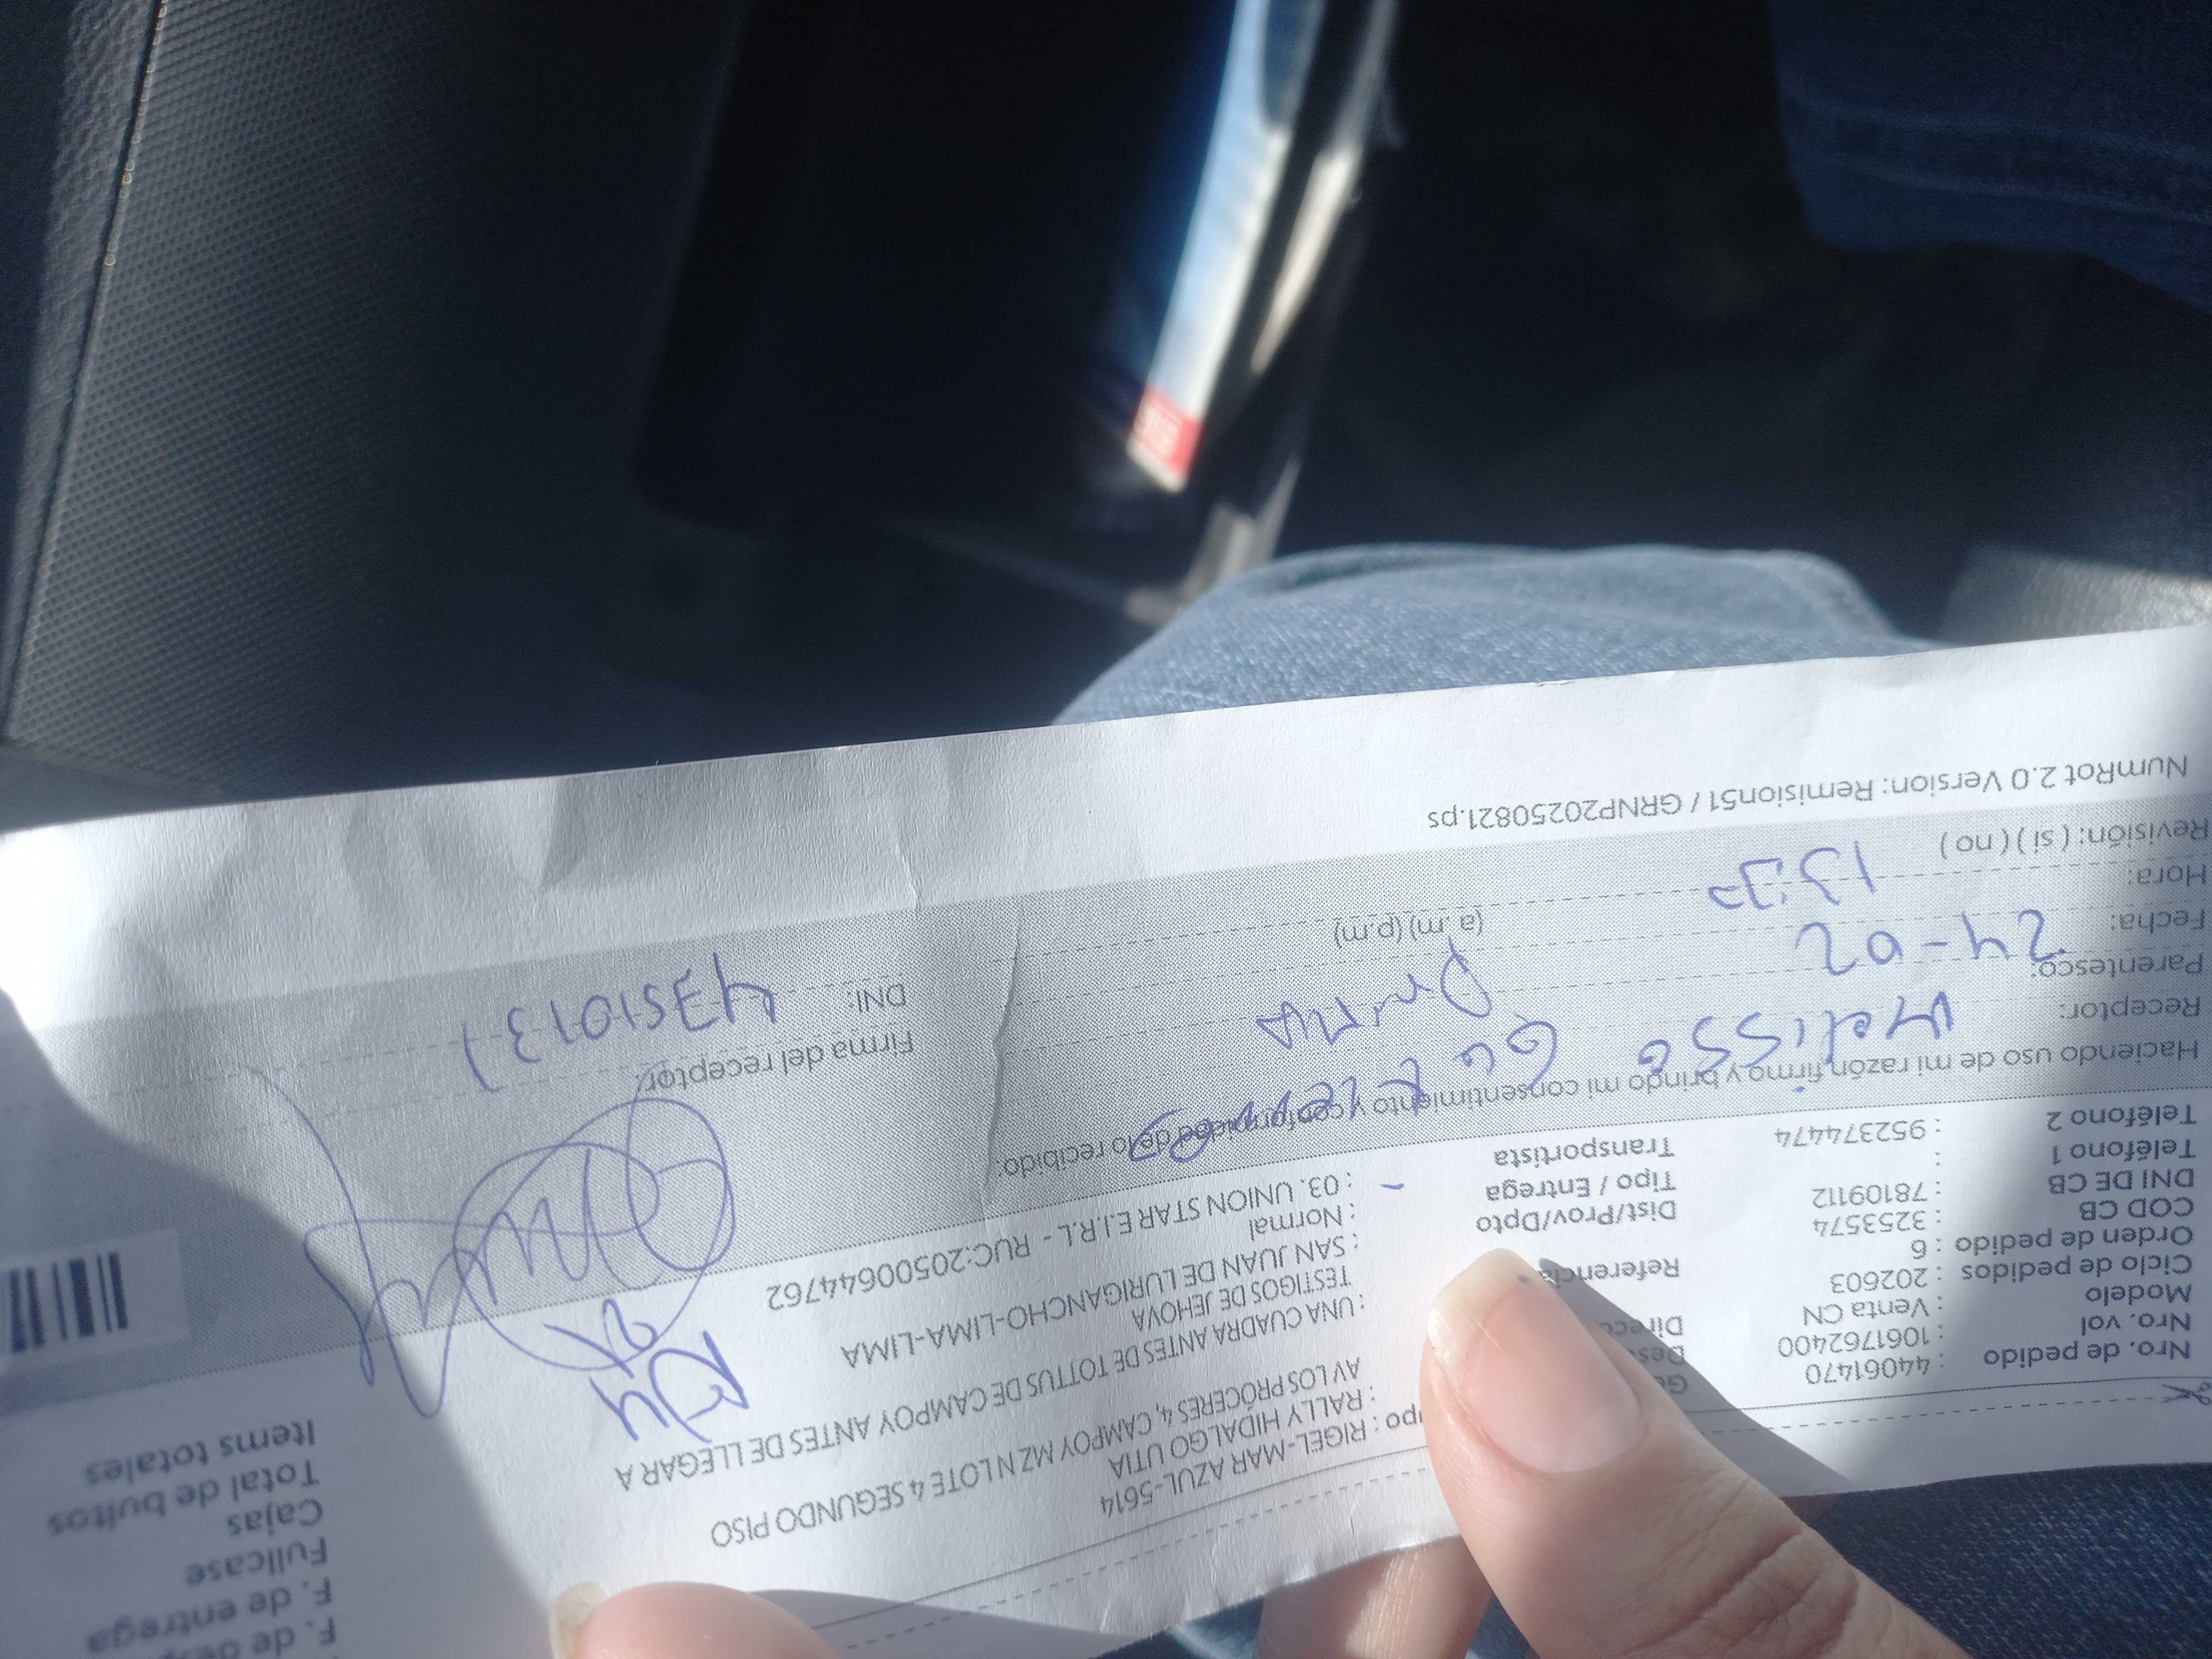 Nro. de pedido : 44061470
Nro. vol : 1061762400
Modelo : Venta CN
Ciclo de pedidos : 202603
Orden de pedido : 6
COD CB : 3253574
DNI DE CB : 78109112
Teléfono 1 :
Teléfono 2 : 952374474
po : RIGEL-MAR AZUL-5614
: RALLY HIDALGO UTIA
AV LOS PRÓCERES 4, CAMPOY MZ N LOTE 4 SEGUNDO PISO
Referencia : UNA CUADRA ANTES DE TOTTUS DE CAMPOY ANTES DE LLEGAR A
TESTIGOS DE JEHOVA
Dist/Prov/Dpto : SAN JUAN DE LURIGANCHO-LIMA-LIMA
Tipo / Entrega : Normal
Transportista : 03. UNION STAR E.I.R.L - RUC:20500644762
F. de entrega
Fullcase
Cajas
Total de bultos
Items totales
Haciendo uso de mi razón firmo y brindo mi consentimiento y conformidad de lo recibido:
Receptor: Melissa
Parentesco:
Fecha: 24-02
Hora: (a.m) (p.m)
Revisión: ( si ) ( no )
Firma del receptor:
DNI:
NumRot 2.0 Version: Remision51 / GRNP20250821.ps